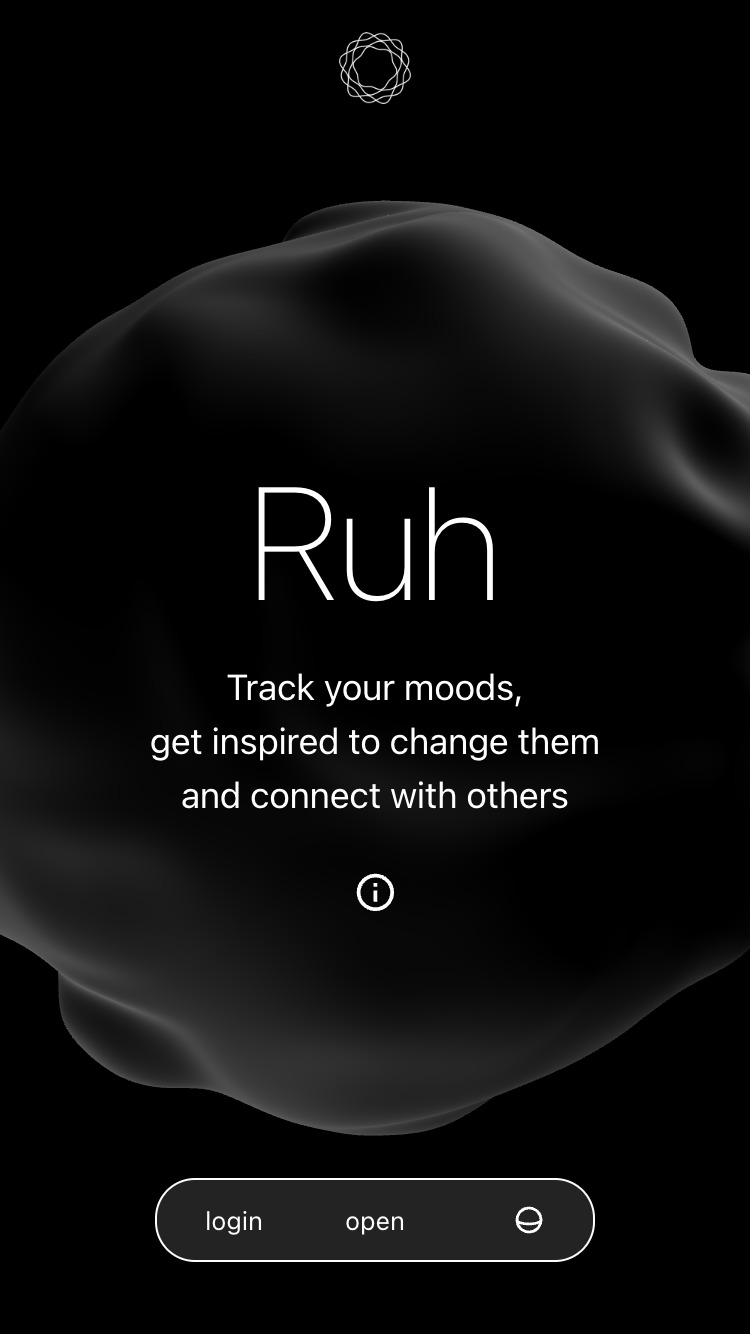 Ruh
Track your moods,
get inspired to change them
and connect with others
login open